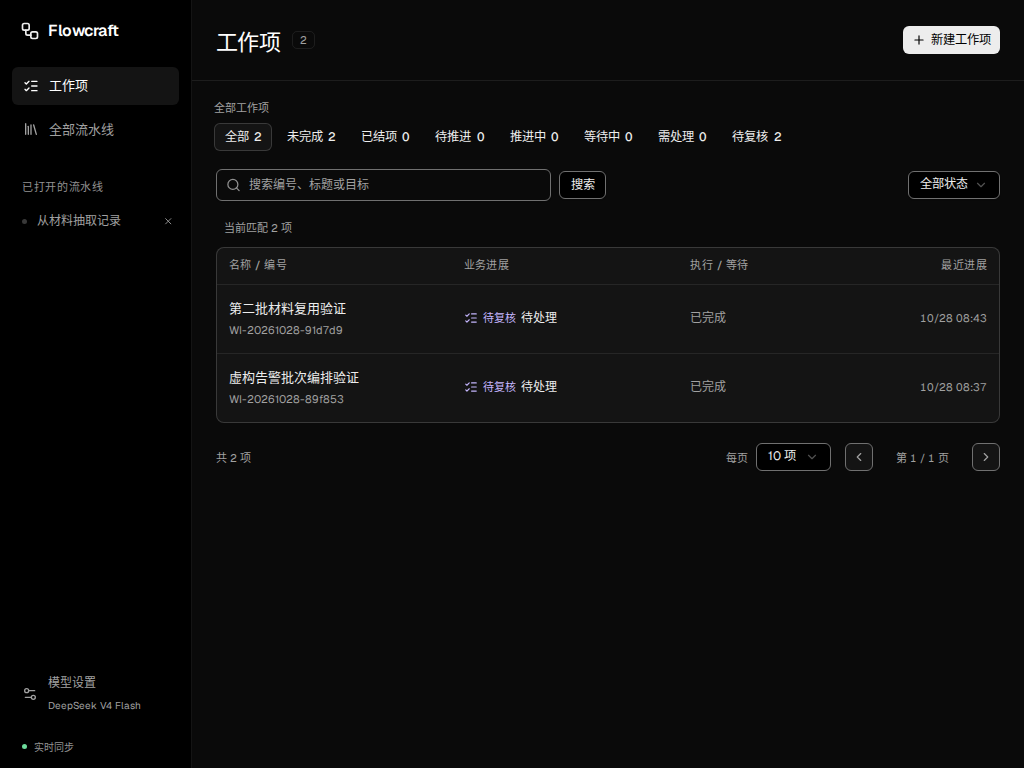 Flowcraft
工作项
全部流水线
已打开的流水线
从材料抽取记录
模型设置
DeepSeek V4 Flash
实时同步
工作项 2
新建工作项
全部工作项
全部 2 未完成 2 已结项 0 待推进 0 推进中 0 等待中 0 需处理 0 待复核 2
搜索编号、标题或目标 搜索 全部状态
当前匹配 2 项
名称 / 编号 业务进展 执行 / 等待 最近进展
第二批材料复用验证
WI-20261028-91d7d9
待复核 待处理 已完成 10/28 08:43
虚构告警批次编排验证
WI-20261028-89f853
待复核 待处理 已完成 10/28 08:37
共 2 项 每页 10 项 第 1 / 1 页